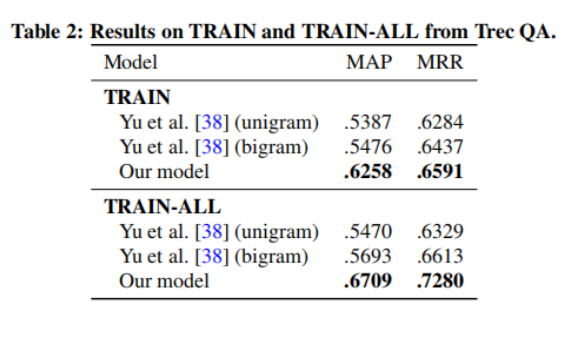 Table 2: Results on TRAIN and TRAIN-ALL from Trec QA.
Model MAP MRR
TRAIN
Yu et al. [38] (unigram) .5387 .6284
Yu et al. [38] (bigram) .5476 .6437
Our model .6258 .6591
TRAIN-ALL
Yu et al. [38] (unigram) .5470 .6329
Yu et al. [38] (bigram) .5693 .6613
Our model .6709 .7280